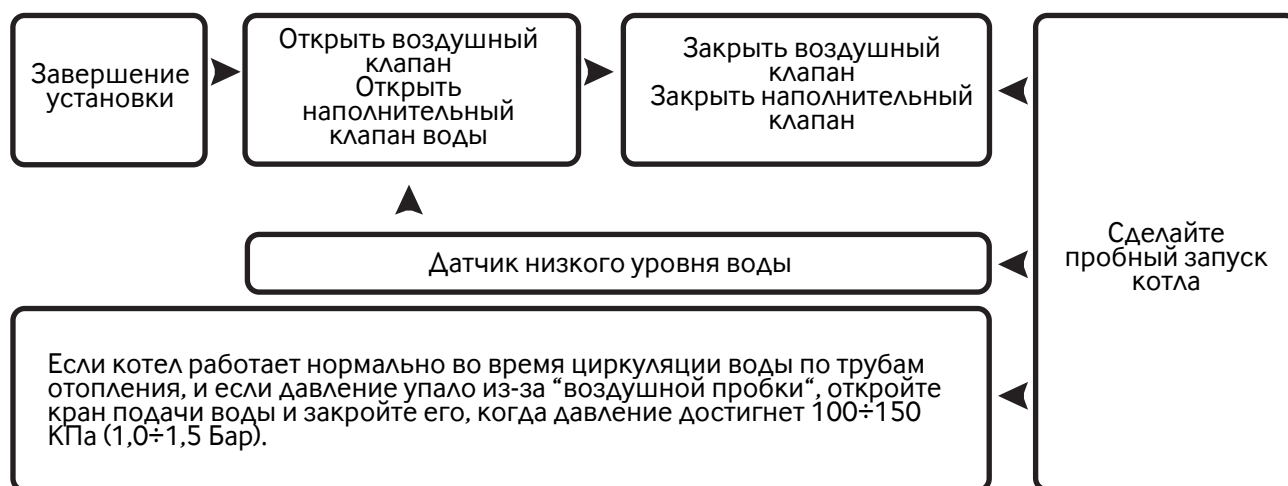 Завершение
установки
Открыть воздушный
клапан
Открыть
наполнительный
клапан воды
Закрыть воздушный
клапан
Закрыть наполнительный
клапан
Сделайте
пробный запуск
котла
Датчик низкого уровня воды
Если котел работает нормально во время циркуляции воды по трубам
отопления, и если давление упало из-за “воздушной пробки“, откройте
кран подачи воды и закройте его, когда давление достигнет 100÷150
КПа (1,0÷1,5 Бар).